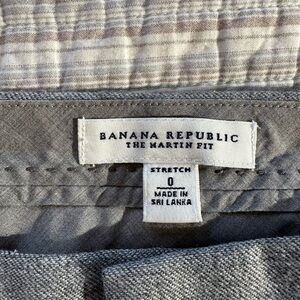 BANANA REPUBLIC
THE MARTIN FIT
STRETCH
0
MADE IN
SRI LANKA